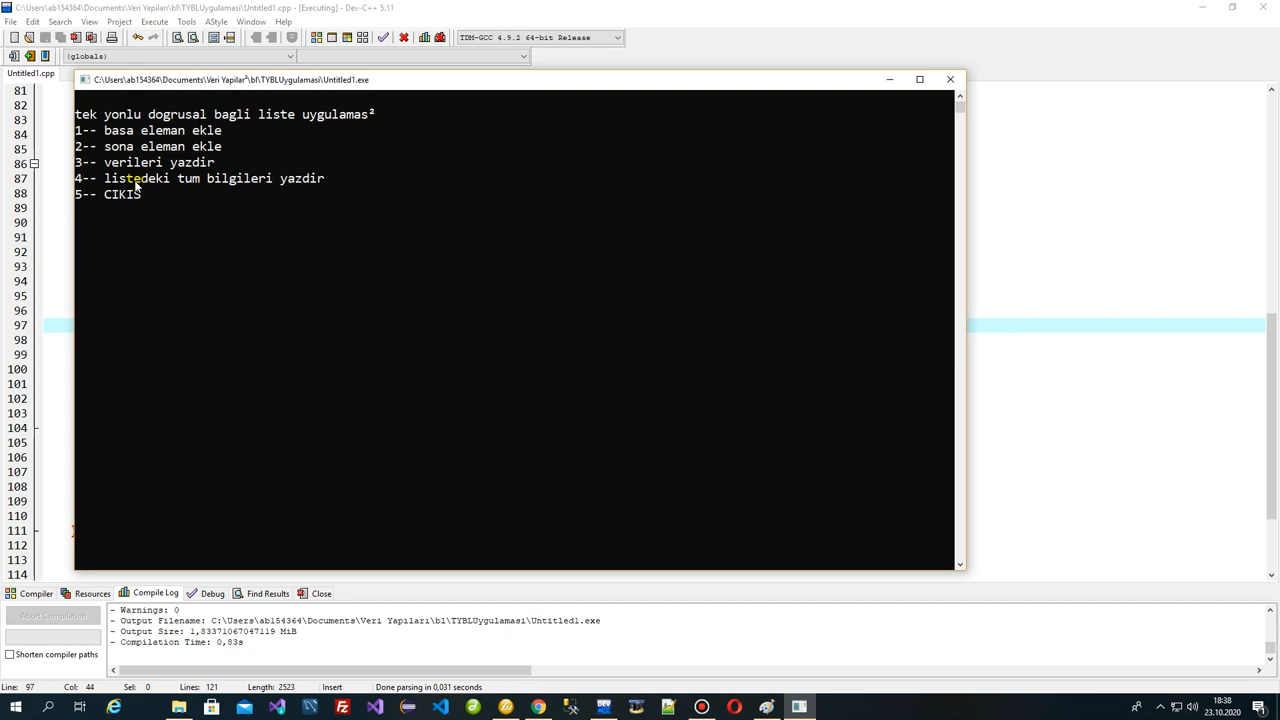 C:\Users\ab154364\Documents\Veri Yapilari\bl\TYBLUygulamasi\Untitled1.cpp - [Executing] - Dev-C++ 5.11
File Edit Search View Project Execute Tools AStyle Window Help
TDM-GCC 4.9.2 64-bit Release
(globals)
Untitled1.cpp
C:\Users\ab154364\Documents\Veri Yapilar²\bl\TYBLUygulamasi\Untitled1.exe
81
82
83
84
85
86
87
88
89
90
91
92
93
94
95
96
97
98
99
100
101
102
103
104
105
106
107
108
109
110
111 }
112
113
114
tek yonlu dogrusal bagli liste uygulamas²
1-- basa eleman ekle
2-- sona eleman ekle
3-- verileri yazdir
4-- listedeki tum bilgileri yazdir
5-- CIKIS
Compiler Resources Compile Log Debug Find Results Close
Abort Compilation
Shorten compiler paths
- Warnings: 0
- Output Filename: C:\Users\ab154364\Documents\Veri Yapilari\bl\TYBLUygulamasi\Untitled1.exe
- Output Size: 1,83371067047119 MiB
- Compilation Time: 0,83s
Line: 97 Col: 44 Sel: 0 Lines: 121 Length: 2523 Insert Done parsing in 0,031 seconds
18:38
23.10.2020